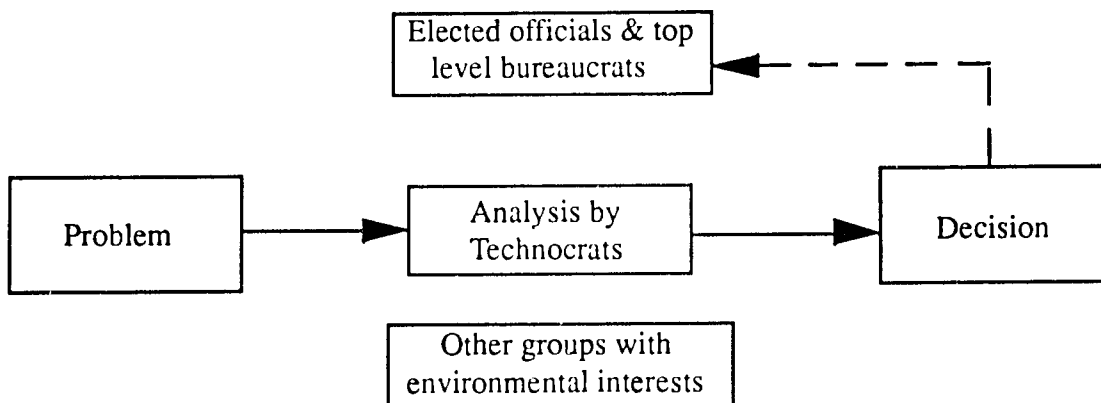 Elected officials & top
level bureaucrats
Problem
Analysis by
Technocrats
Decision
Other groups with
environmental interests